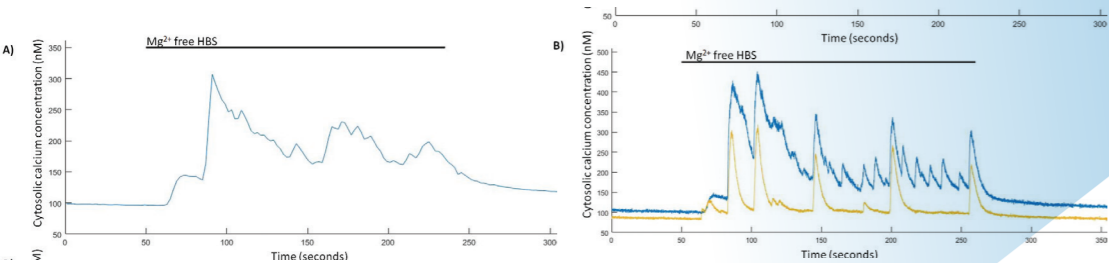 A)
Mg²⁺ free HBS
Cytosolic calcium concentration (nM)
350
300
250
200
150
100
50
0 50 100 150 200 250 300
Time (seconds)
50
0 50 100 150 200 250 300
Time (seconds)
B)
Mg²⁺ free HBS
Cytosolic calcium concentration (nM)
500
450
400
350
300
250
200
150
100
50
0 50 100 150 200 250 300 350
Time (seconds)